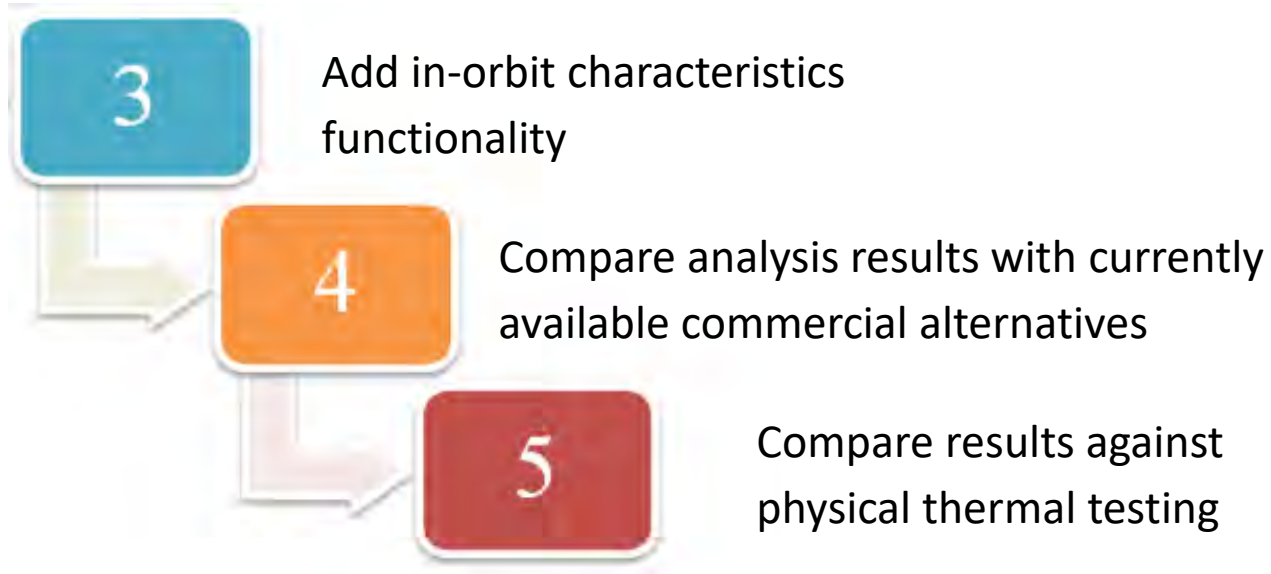 3
Add in-orbit characteristics
functionality
4
Compare analysis results with currently
available commercial alternatives
5
Compare results against
physical thermal testing